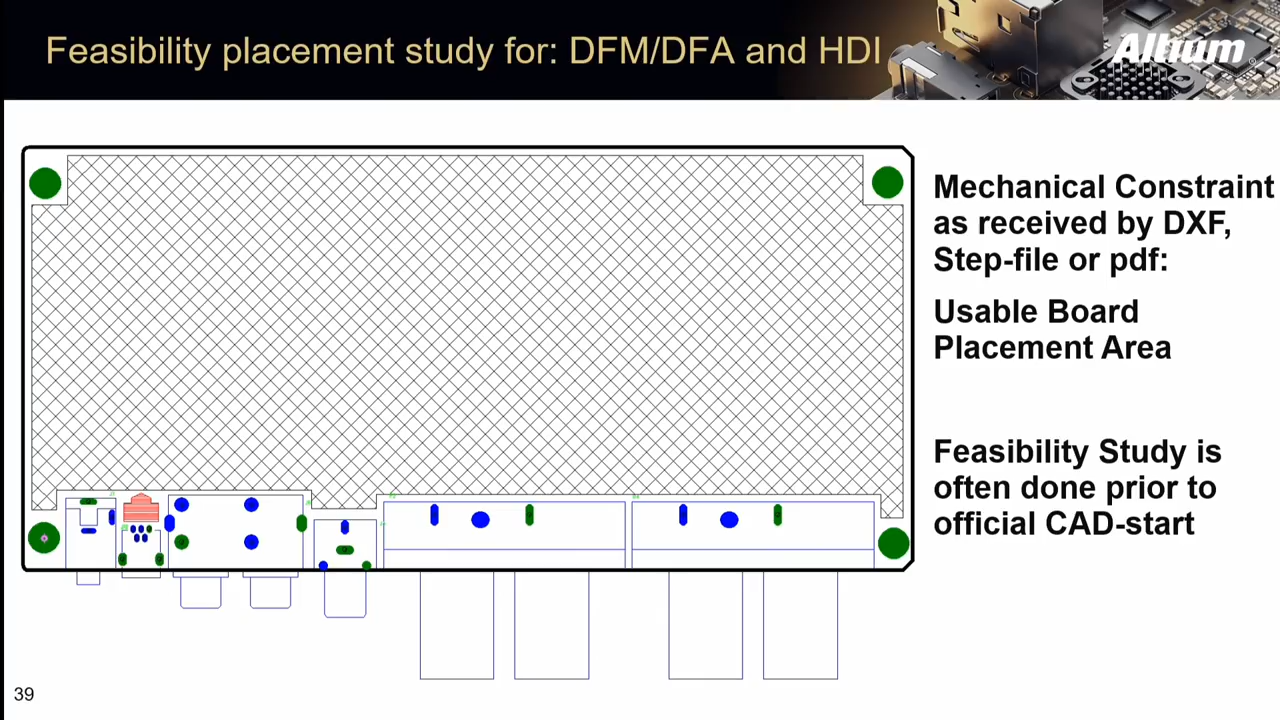 Feasibility placement study for: DFM/DFA and HDI
Altium
Mechanical Constraint
as received by DXF,
Step-file or pdf:
Usable Board
Placement Area
Feasibility Study is
often done prior to
official CAD-start
39